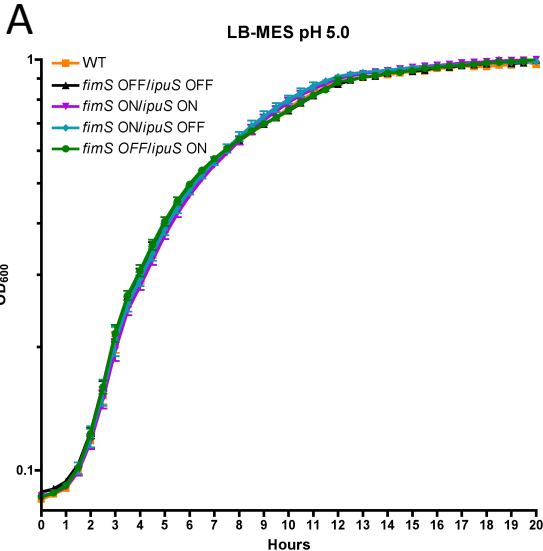 A
LB-MES pH 5.0
1
WT
fimS OFF/ipuS OFF
fimS ON/ipuS ON
fimS ON/ipuS OFF
fimS OFF/ipuS ON
OD600
0.1
0 1 2 3 4 5 6 7 8 9 10 11 12 13 14 15 16 17 18 19 20
Hours